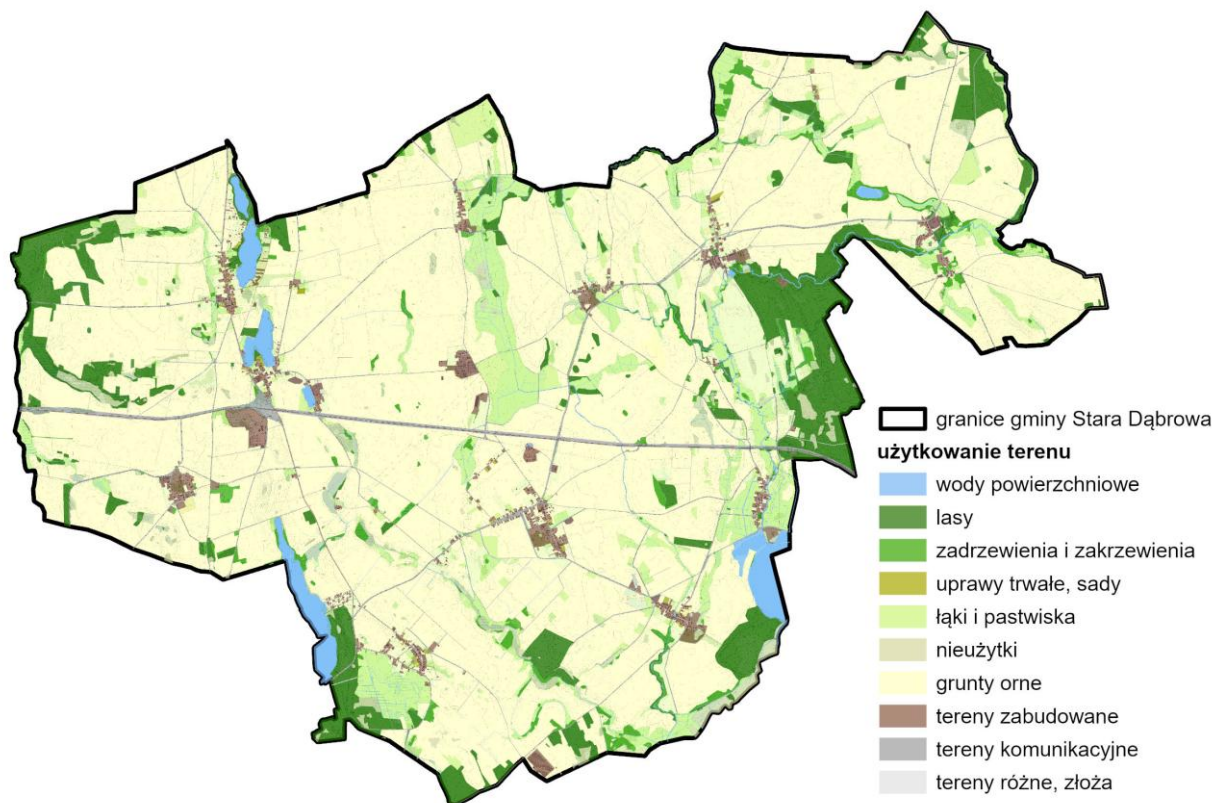 granice gminy Stara Dąbrowa
użytkowanie terenu
wody powierzchniowe
lasy
zadrzewienia i zakrzewienia
uprawy trwałe, sady
łąki i pastwiska
nieużytki
grunty orne
tereny zabudowane
tereny komunikacyjne
tereny różne, złoża